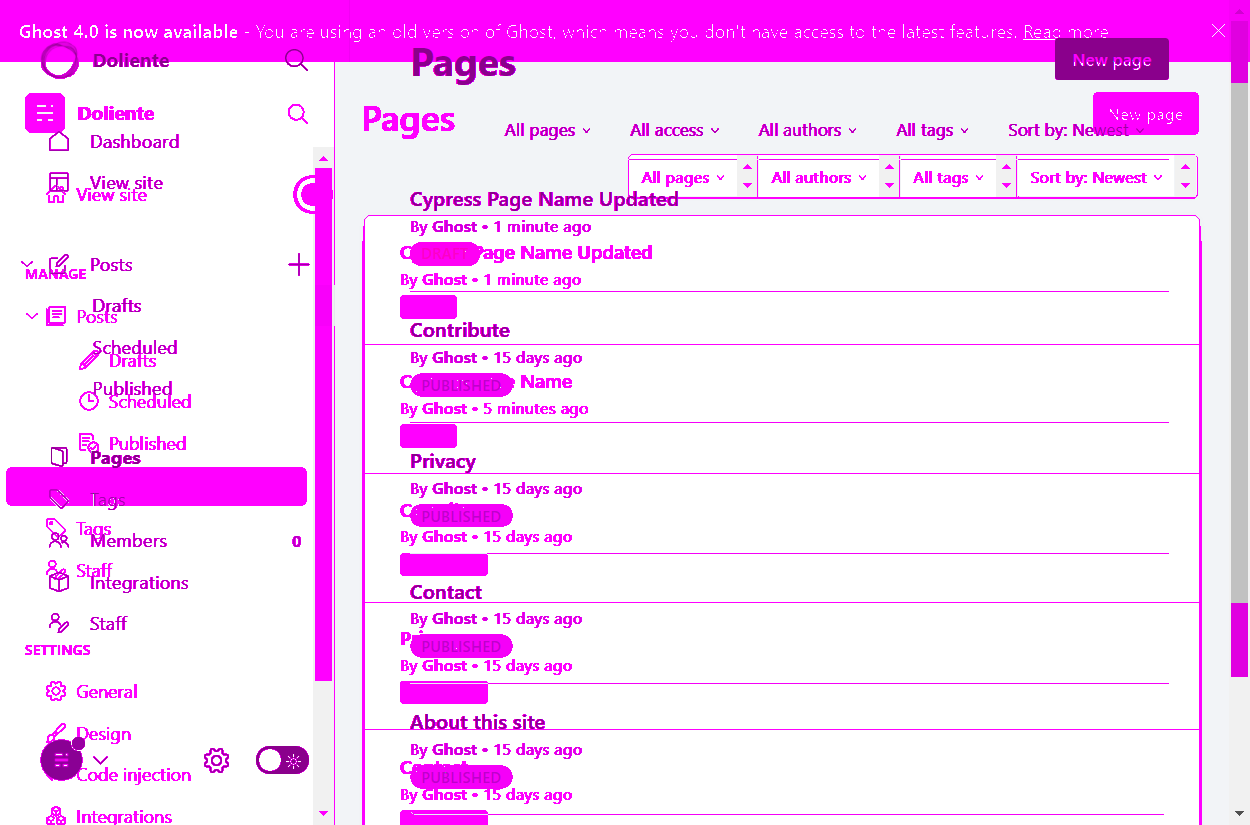 Ghost 4.0 is now available - You are using an old version of Ghost, which means you don't have access to the latest features. Read more
Doliente
Pages
New page
Doliente
Pages
New page
Dashboard
All pages
All access
All authors
All tags
Sort by: Newest
View site
View site
All pages
All authors
All tags
Sort by: Newest
Cypress Page Name Updated
By Ghost • 1 minute ago
Page Name Updated
Posts
MANAGE
By Ghost • 1 minute ago
Drafts
Posts
Contribute
Scheduled
By Ghost • 15 days ago
Drafts
Published
PUBLISHED
Name
Scheduled
By Ghost • 5 minutes ago
Published
Pages
Privacy
By Ghost • 15 days ago
Tags
PUBLISHED
Tags
By Ghost • 15 days ago
Members
0
Staff
Integrations
Contact
By Ghost • 15 days ago
Staff
PUBLISHED
SETTINGS
By Ghost • 15 days ago
General
About this site
Design
By Ghost • 15 days ago
Contact
PUBLISHED
Code injection
By Ghost • 15 days ago
Integrations